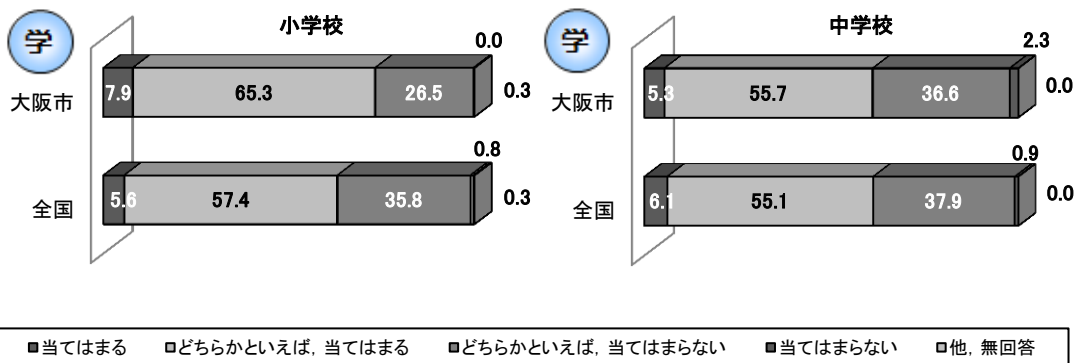 学 小学校
0.0
大阪市 7.9 65.3 26.5 0.3
0.8
全国 5.6 57.4 35.8 0.3
学 中学校
2.3
大阪市 5.3 55.7 36.6 0.0
0.9
全国 6.1 55.1 37.9 0.0
■当てはまる ■どちらかといえば，当てはまる ■どちらかといえば，当てはまらない ■当てはまらない ■他，無回答